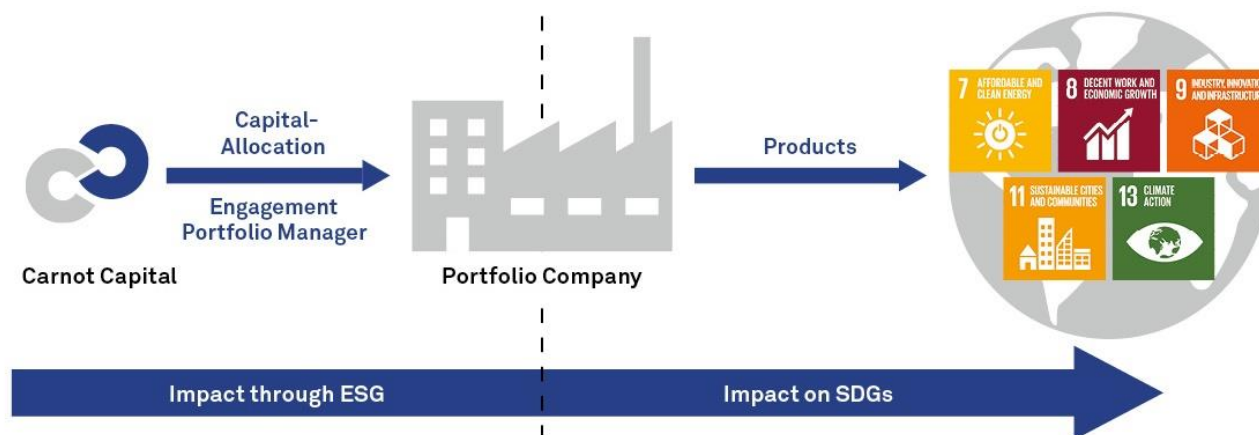 Capital-
Allocation
Engagement
Portfolio Manager
Carnot Capital
Portfolio Company
Products
7 AFFORDABLE AND
CLEAN ENERGY
8 DECENT WORK AND
ECONOMIC GROWTH
9 INDUSTRY, INNOVATIO
AND INFRASTRUCTUR
11 SUSTAINABLE CITIES
AND COMMUNITIES
13 CLIMATE
ACTION
Impact through ESG
Impact on SDGs